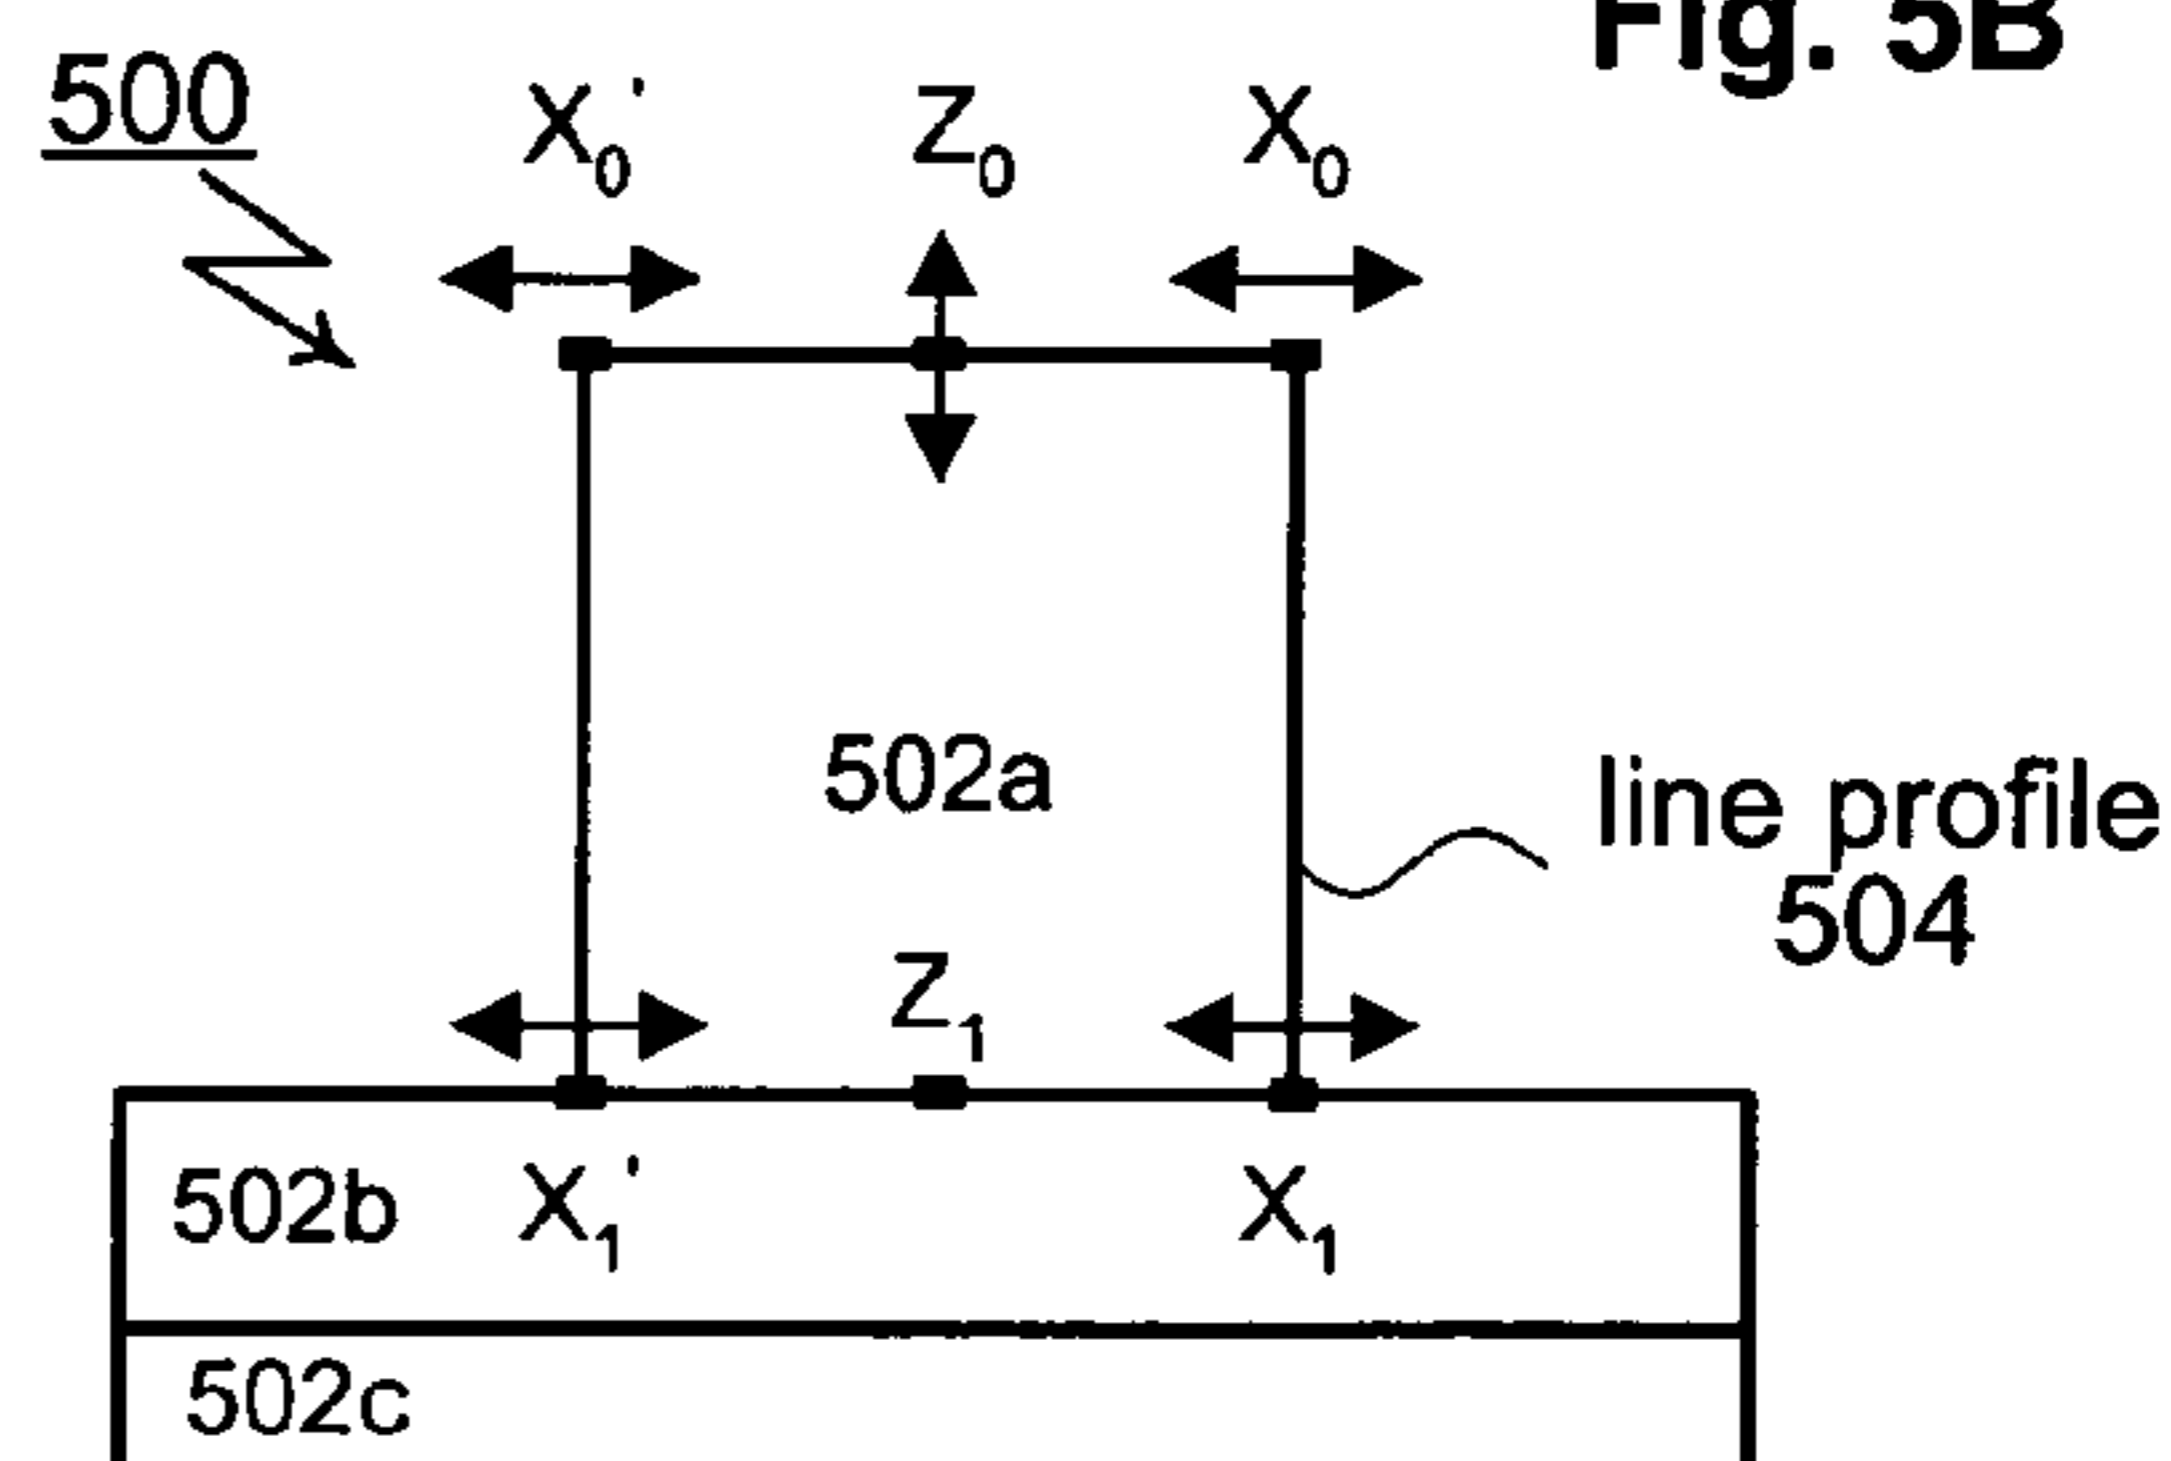 Fig. 5B
500
X₀' Z₀ X₀
502a
line profile
504
Z₁
502b X₁' X₁
502c